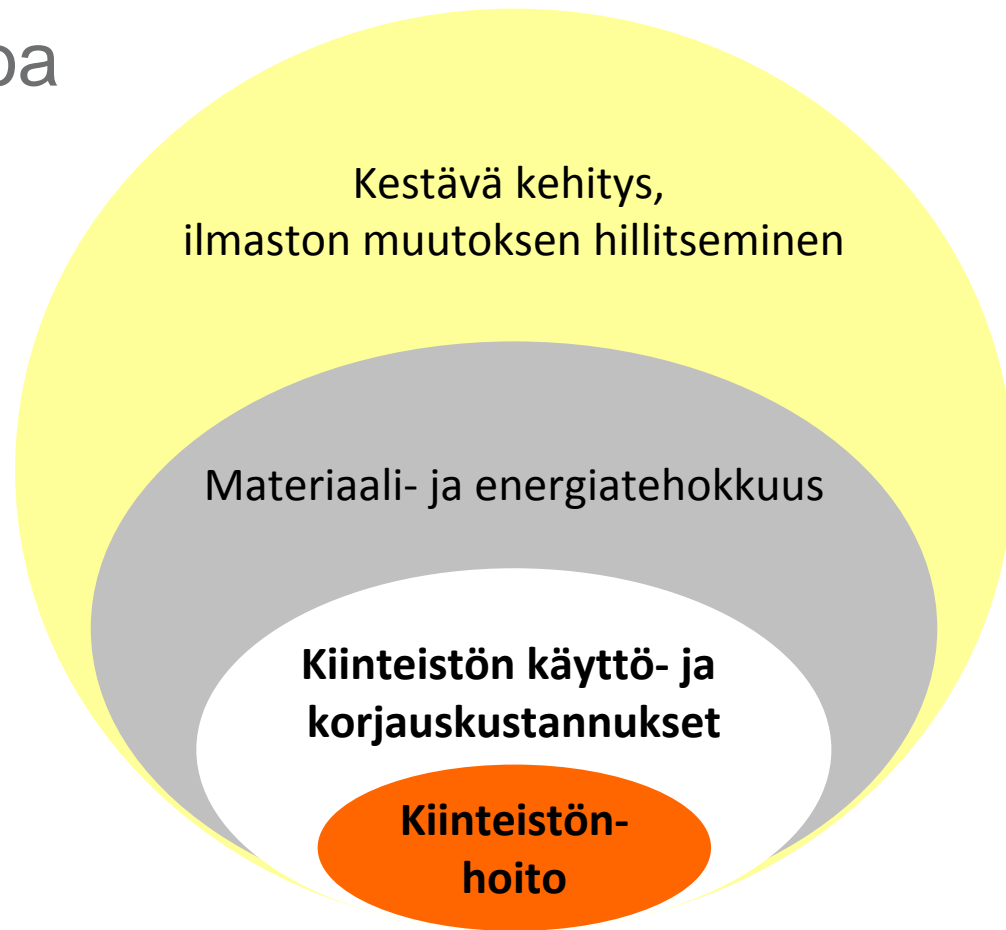 Kestävä kehitys,
ilmaston muutoksen hillitseminen
Materiaali- ja energiatehokkuus
Kiinteistön käyttö- ja
korjauskustannukset
Kiinteistön-
hoito